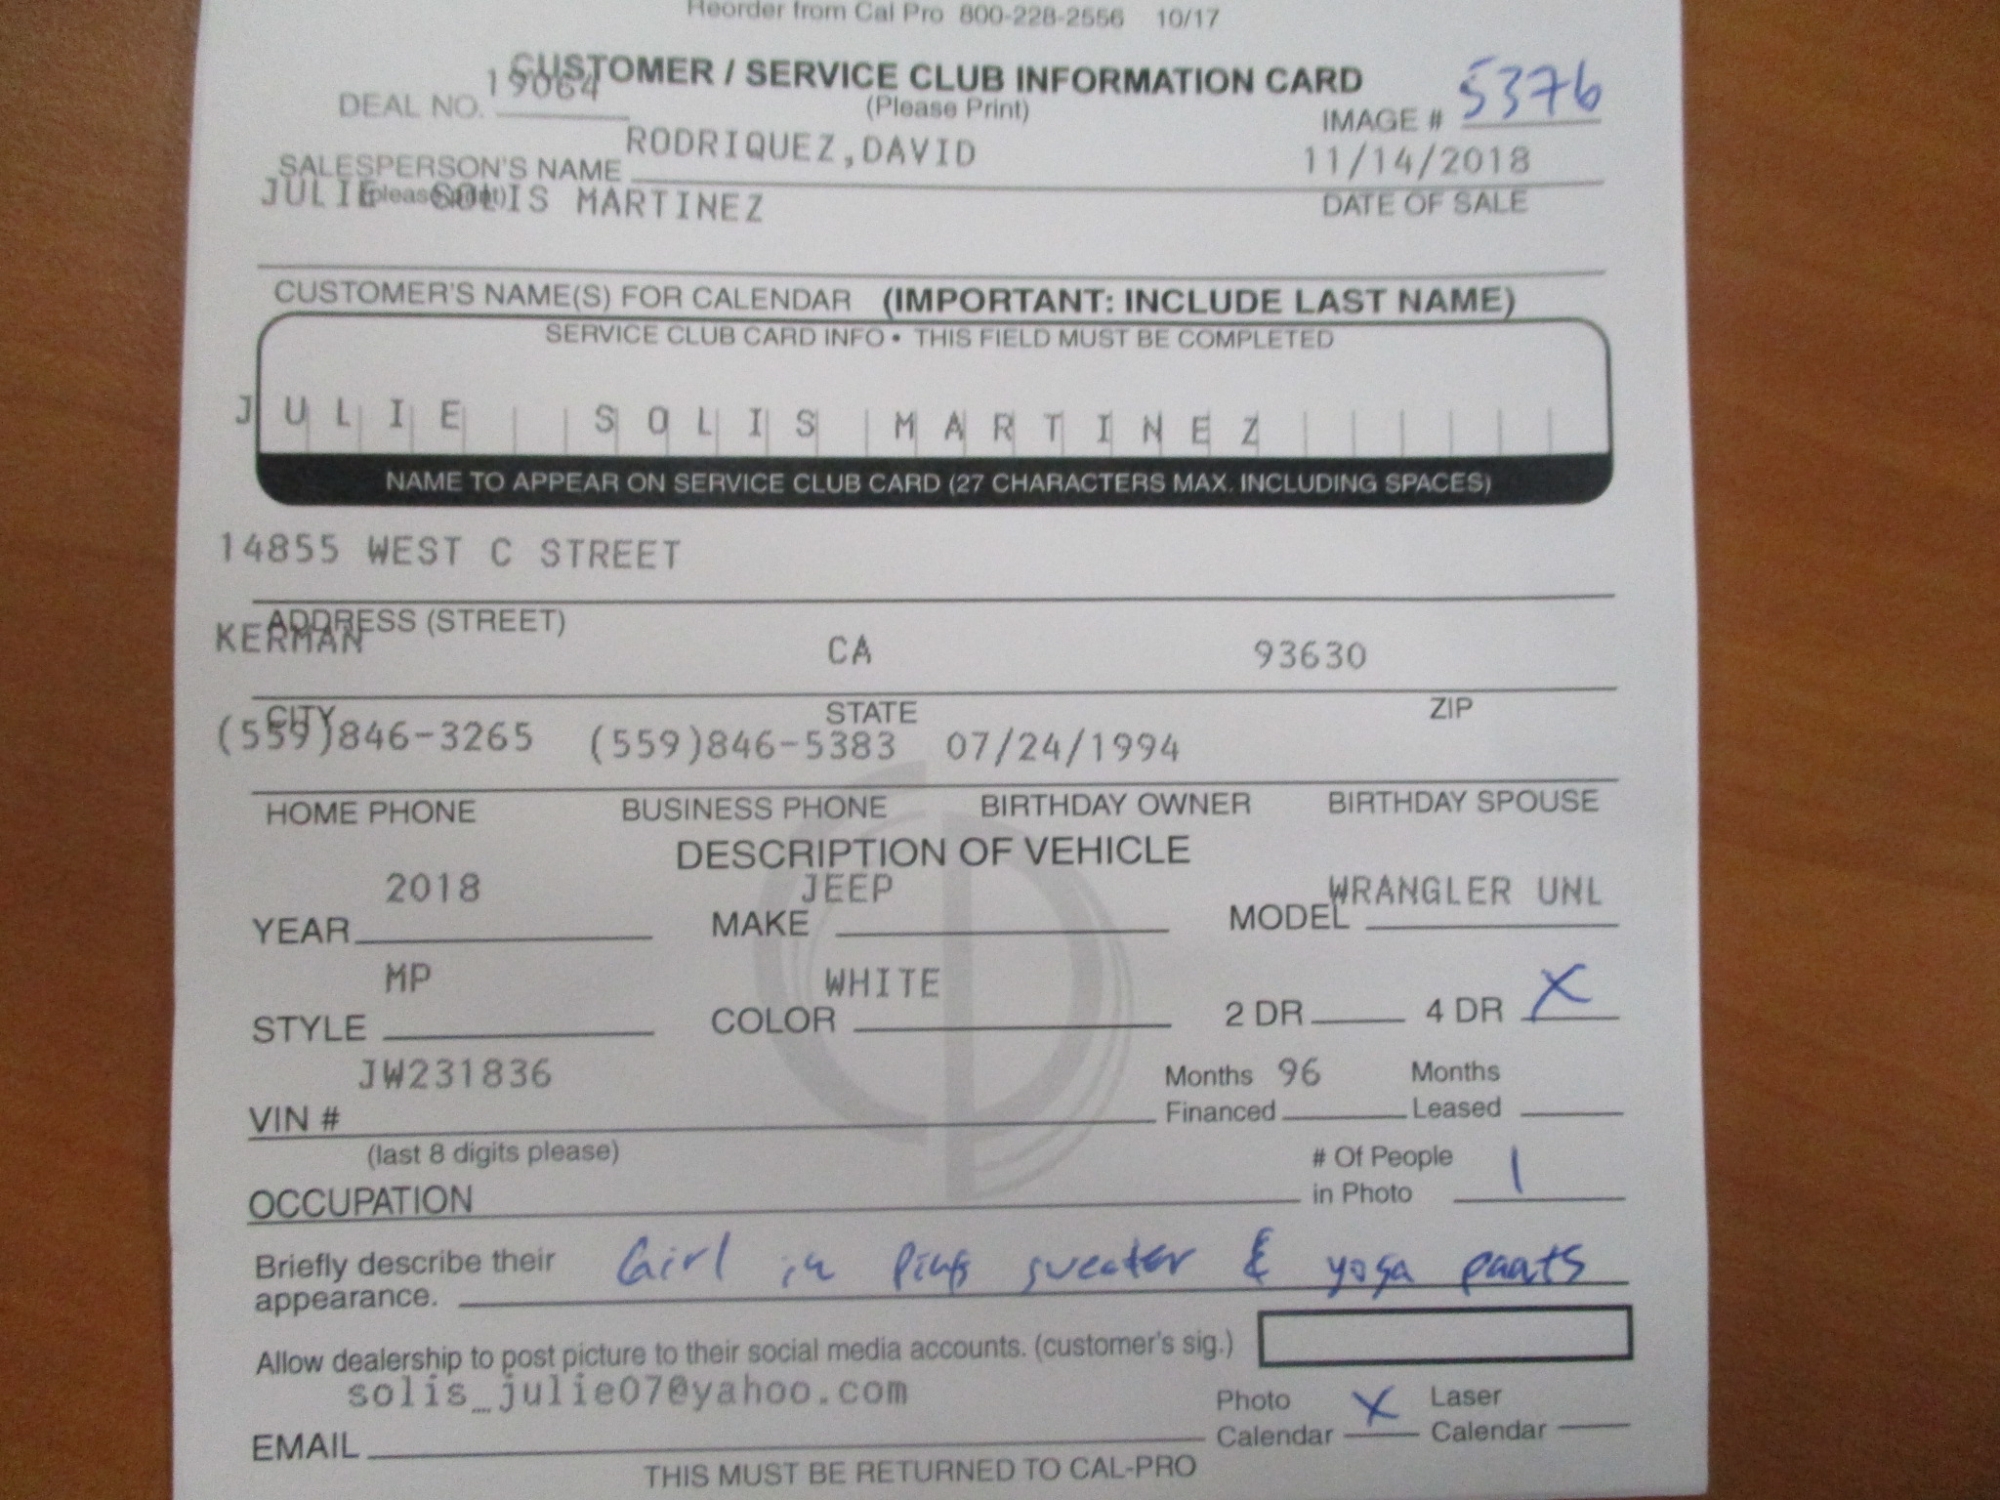 Reorder from Cal Pro 800-228-2556 10/17
CUSTOMER / SERVICE CLUB INFORMATION CARD
(Please Print)
DEAL NO. 19064
IMAGE # 5376
SALESPERSON'S NAME RODRIQUEZ,DAVID 11/14/2018
(please print) DATE OF SALE
JULIE SOLIS MARTINEZ
CUSTOMER'S NAME(S) FOR CALENDAR (IMPORTANT: INCLUDE LAST NAME)
SERVICE CLUB CARD INFO • THIS FIELD MUST BE COMPLETED
JULIE SOLIS MARTINEZ
NAME TO APPEAR ON SERVICE CLUB CARD (27 CHARACTERS MAX. INCLUDING SPACES)
14855 WEST C STREET
ADDRESS (STREET)
KERMAN CA 93630
CITY STATE ZIP
(559)846-3265 (559)846-5383 07/24/1994
HOME PHONE BUSINESS PHONE BIRTHDAY OWNER BIRTHDAY SPOUSE
DESCRIPTION OF VEHICLE
YEAR 2018 MAKE JEEP MODEL WRANGLER UNL
STYLE MP COLOR WHITE 2 DR 4 DR X
VIN # JW231836 Months Financed 96 Months Leased
(last 8 digits please)
OCCUPATION # Of People in Photo 1
Briefly describe their appearance. Girl in Pink sweater & yoga pants
Allow dealership to post picture to their social media accounts. (customer's sig.)
EMAIL solis_julie07@yahoo.com Photo Calendar X Laser Calendar
THIS MUST BE RETURNED TO CAL-PRO